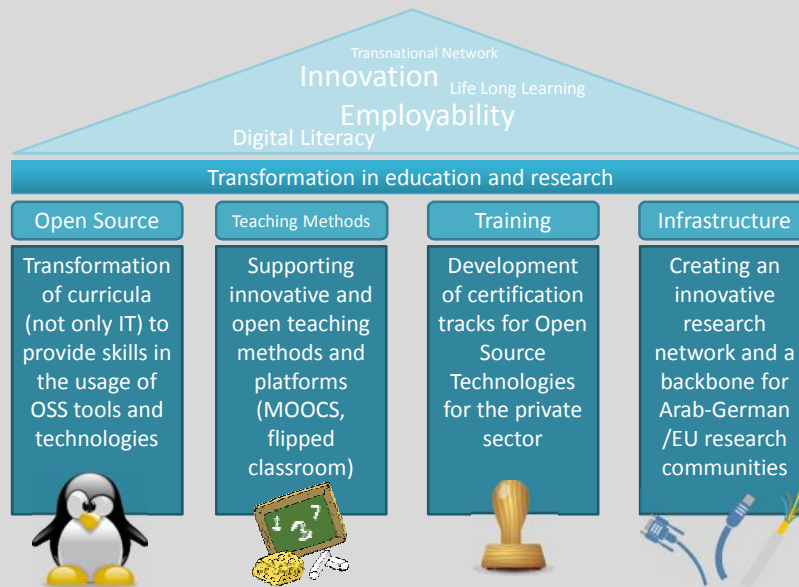 Transnational Network
Innovation
Life Long Learning
Employability
Digital Literacy
Transformation in education and research
Open Source
Transformation
of curricula
(not only IT) to
provide skills in
the usage of
OSS tools and
technologies
Teaching Methods
Supporting
innovative and
open teaching
methods and
platforms
(MOOCS,
flipped
classroom)
1 3 7
Training
Development
of certification
tracks for Open
Source
Technologies
for the private
sector
Infrastructure
Creating an
innovative
research
network and a
backbone for
Arab-German
/EU research
communities